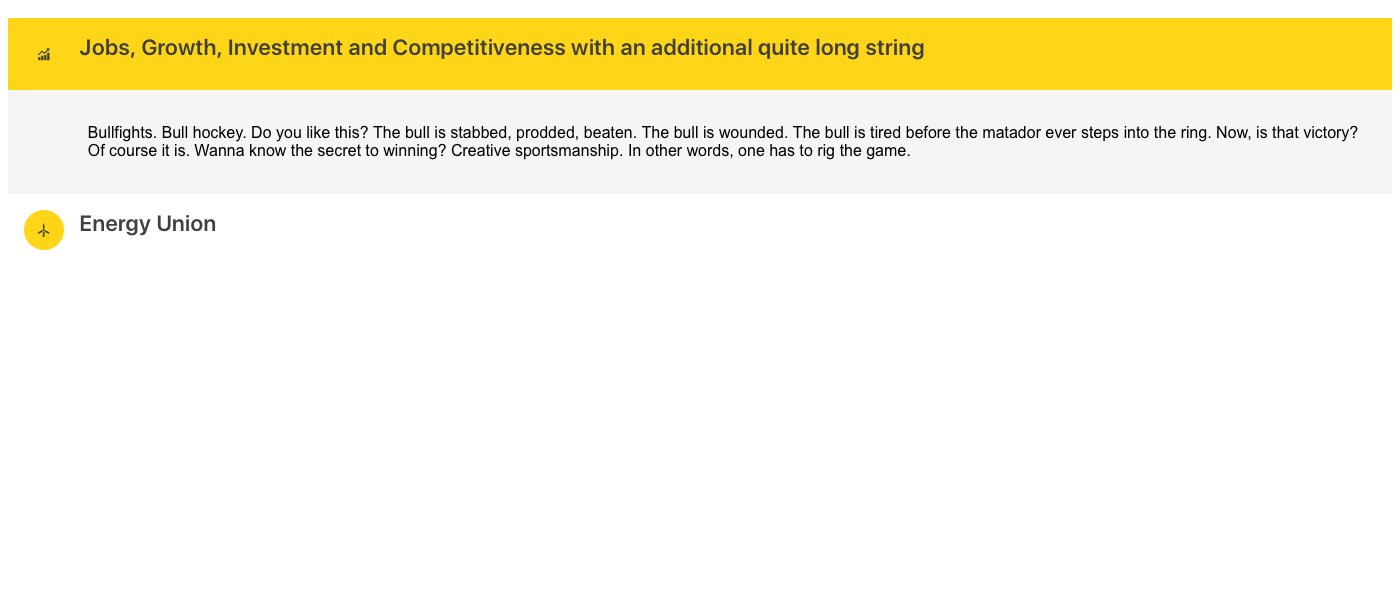 Jobs, Growth, Investment and Competitiveness with an additional quite long string
Bullfights. Bull hockey. Do you like this? The bull is stabbed, prodded, beaten. The bull is wounded. The bull is tired before the matador ever steps into the ring. Now, is that victory?
Of course it is. Wanna know the secret to winning? Creative sportsmanship. In other words, one has to rig the game.
Energy Union